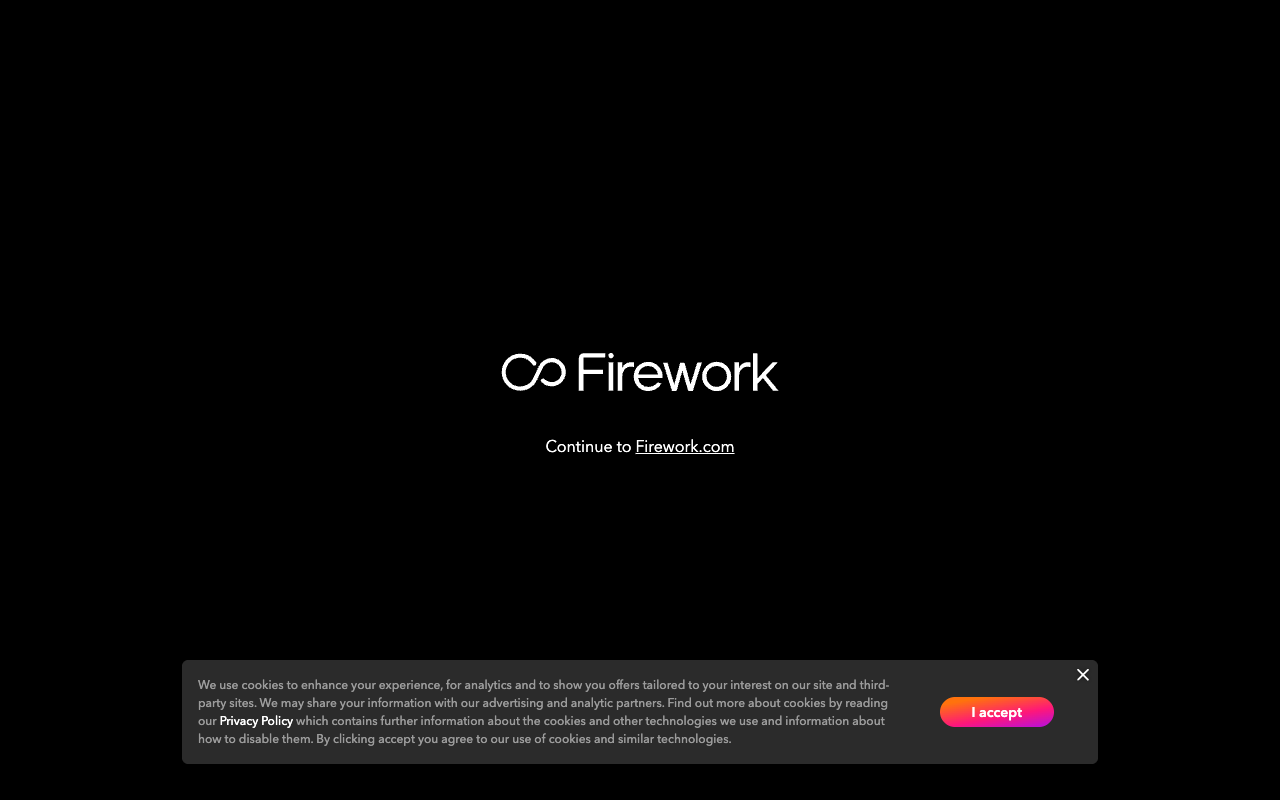 Firework
Continue to Firework.com
We use cookies to enhance your experience, for analytics and to show you offers tailored to your interest on our site and third-
party sites. We may share your information with our advertising and analytic partners. Find out more about cookies by reading
our Privacy Policy which contains further information about the cookies and other technologies we use and information about
how to disable them. By clicking accept you agree to our use of cookies and similar technologies.
I accept